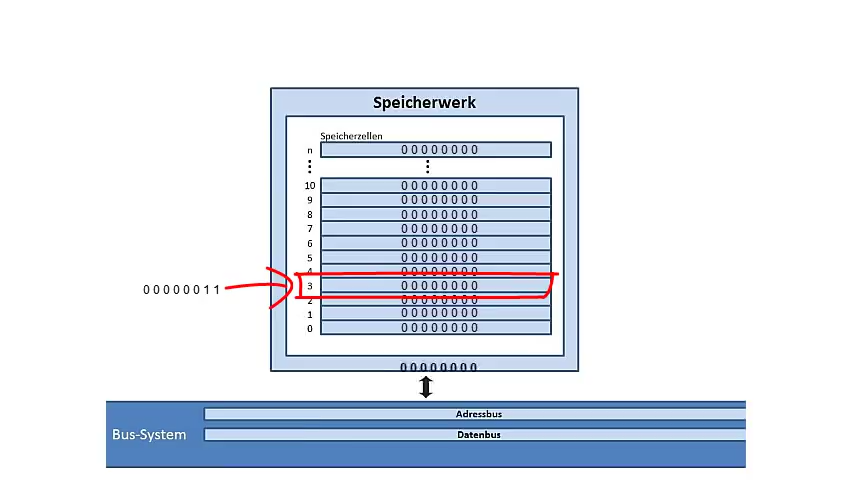 Speicherwerk
Speicherzellen
n 0 0 0 0 0 0 0 0
10 0 0 0 0 0 0 0 0
9 0 0 0 0 0 0 0 0
8 0 0 0 0 0 0 0 0
7 0 0 0 0 0 0 0 0
6 0 0 0 0 0 0 0 0
5 0 0 0 0 0 0 0 0
4 0 0 0 0 0 0 0 0
0 0 0 0 0 0 1 1 3 0 0 0 0 0 0 0 0
2 0 0 0 0 0 0 0 0
1 0 0 0 0 0 0 0 0
0 0 0 0 0 0 0 0 0
0 0 0 0 0 0 0 0
Adressbus
Bus-System
Datenbus